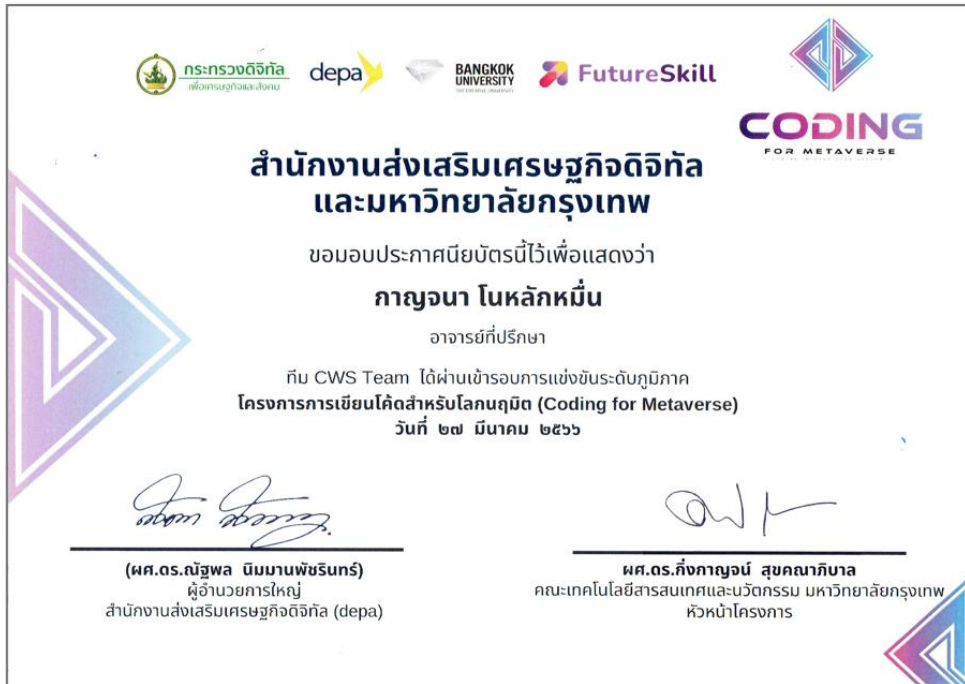 กระทรวงดิจิทัล
เพื่อเศรษฐกิจและสังคม
depa
BANGKOK
UNIVERSITY
THE CREATIVE UNIVERSITY
FutureSkill
CODING
FOR METAVERSE
สำนักงานส่งเสริมเศรษฐกิจดิจิทัล
และมหาวิทยาลัยกรุงเทพ
ขอมอบประกาศนียบัตรนี้ไว้เพื่อแสดงว่า
กาญจนา โนหลักหมื่น
อาจารย์ที่ปรึกษา
ทีม CWS Team ได้ผ่านเข้ารอบการแข่งขันระดับภูมิภาค
โครงการการเขียนโค้ดสำหรับโลกนฤมิต (Coding for Metaverse)
วันที่ ๒๗ มีนาคม ๒๕๖๖
(ผศ.ดร.ณัฐพล นิมมานพัชรินทร์)
ผู้อำนวยการใหญ่
สำนักงานส่งเสริมเศรษฐกิจดิจิทัล (depa)
ผศ.ดร.กิ่งกาญจน์ สุขคณาภิบาล
คณะเทคโนโลยีสารสนเทศและนวัตกรรม มหาวิทยาลัยกรุงเทพ
หัวหน้าโครงการ